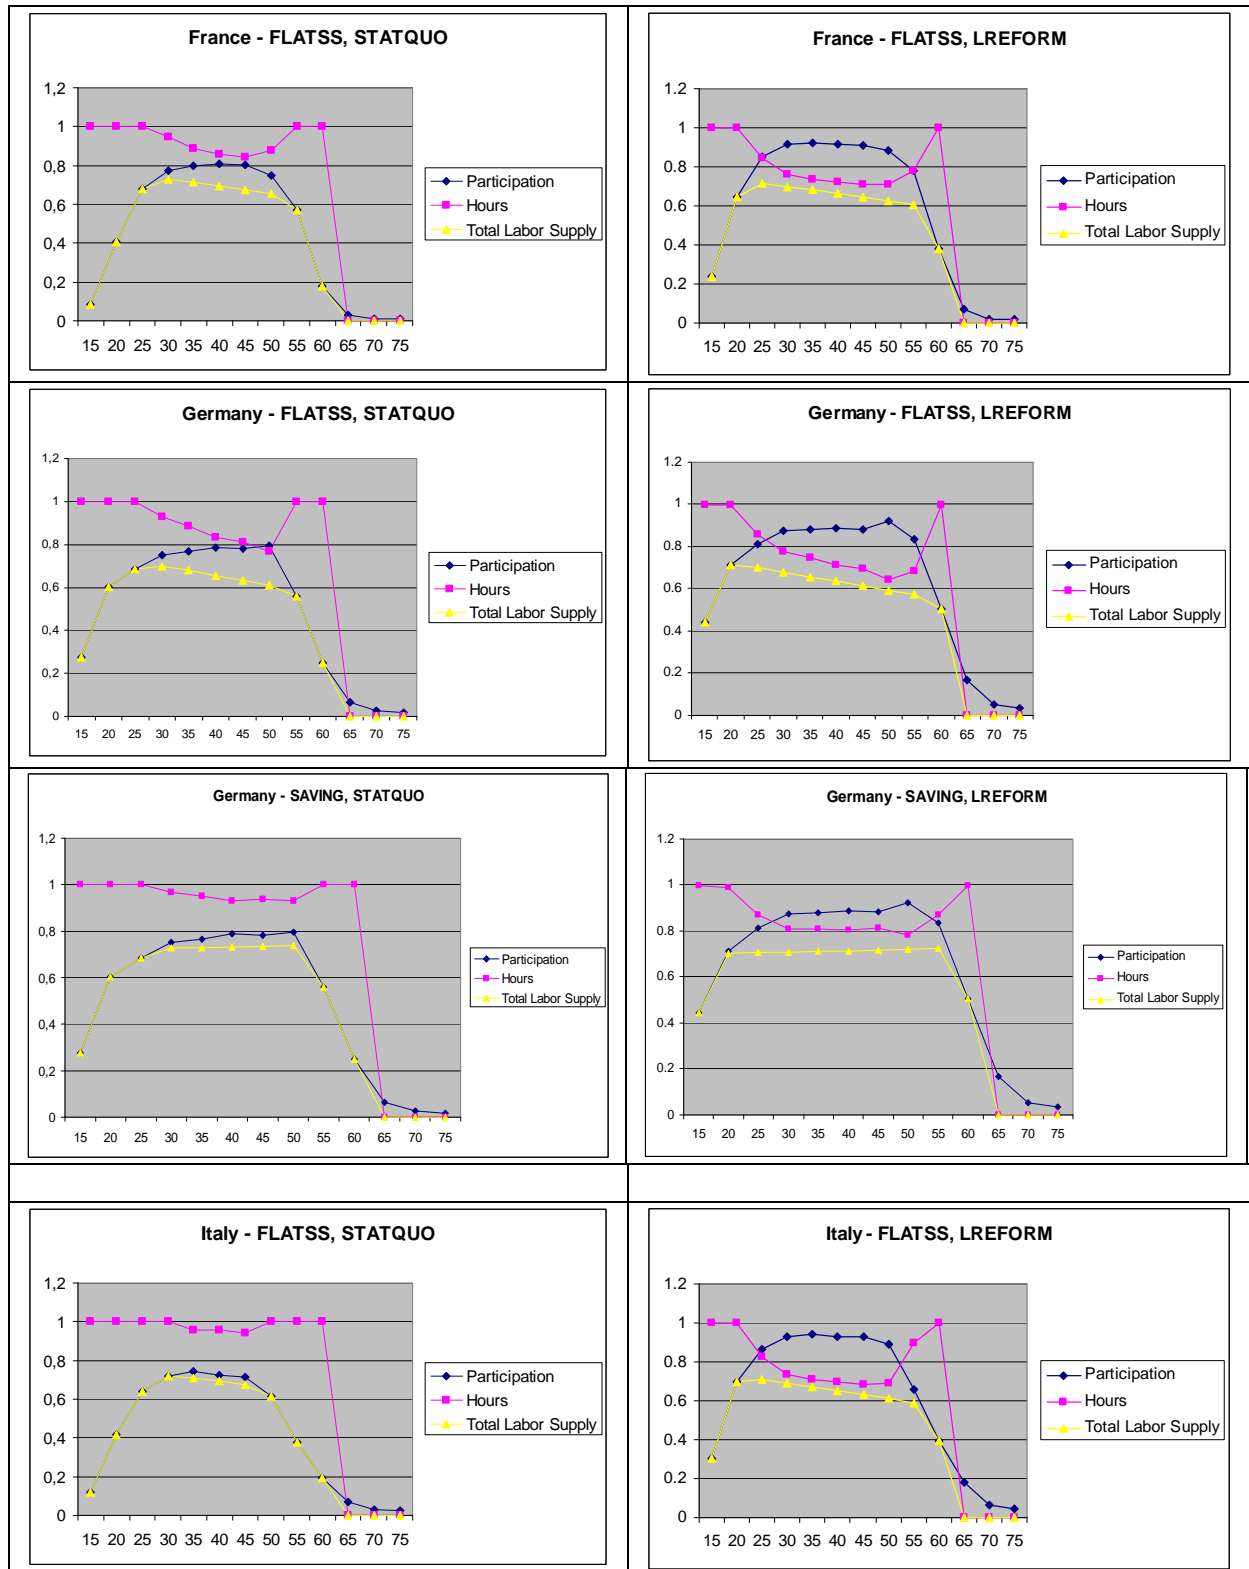 France - FLATSS, STATQUO
1,2
1
0,8
0,6
0,4
0,2
0
15 20 25 30 35 40 45 50 55 60 65 70 75
Participation
Hours
Total Labor Supply
France - FLATSS, LREFORM
1.2
1
0.8
0.6
0.4
0.2
0
15 20 25 30 35 40 45 50 55 60 65 70 75
Participation
Hours
Total Labor Supply
Germany - FLATSS, STATQUO
1,2
1
0,8
0,6
0,4
0,2
0
15 20 25 30 35 40 45 50 55 60 65 70 75
Participation
Hours
Total Labor Supply
Germany - FLATSS, LREFORM
1.2
1
0.8
0.6
0.4
0.2
0
15 20 25 30 35 40 45 50 55 60 65 70 75
Participation
Hours
Total Labor Supply
Germany - SAVING, STATQUO
1,2
1
0,8
0,6
0,4
0,2
0
15 20 25 30 35 40 45 50 55 60 65 70 75
Participation
Hours
Total Labor Supply
Germany - SAVING, LREFORM
1.2
1
0.8
0.6
0.4
0.2
0
15 20 25 30 35 40 45 50 55 60 65 70 75
Participation
Hours
Total Labor Supply
Italy - FLATSS, STATQUO
1,2
1
0,8
0,6
0,4
0,2
0
15 20 25 30 35 40 45 50 55 60 65 70 75
Participation
Hours
Total Labor Supply
Italy - FLATSS, LREFORM
1.2
1
0.8
0.6
0.4
0.2
0
15 20 25 30 35 40 45 50 55 60 65 70 75
Participation
Hours
Total Labor Supply